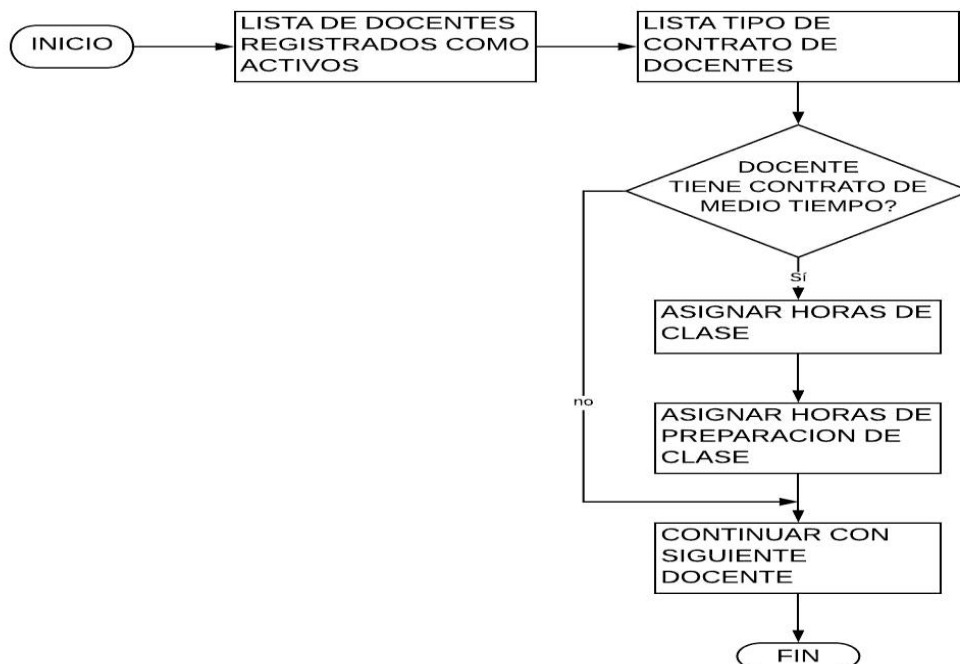 INICIO
LISTA DE DOCENTES
REGISTRADOS COMO
ACTIVOS
LISTA TIPO DE
CONTRATO DE
DOCENTES
DOCENTE
TIENE CONTRATO DE
MEDIO TIEMPO?
Sí
ASIGNAR HORAS DE
CLASE
no
ASIGNAR HORAS DE
PREPARACION DE
CLASE
CONTINUAR CON
SIGUIENTE
DOCENTE
FIN